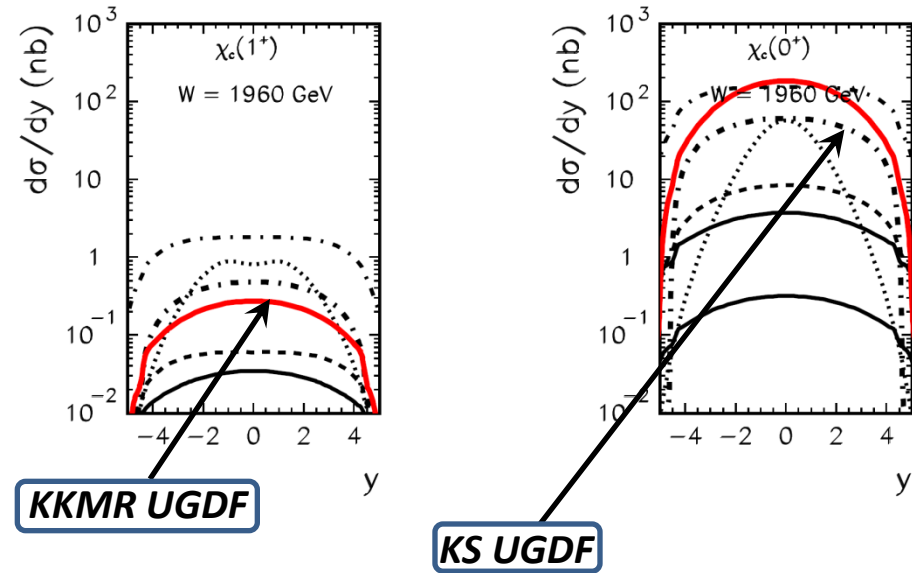 χc(1⁺)
W = 1960 GeV
dσ/dy (nb)
10³
10²
10
1
10⁻¹
10⁻²
−4 −2 0 2 4
y
KKMR UGDF
χc(0⁺)
W = 1960 GeV
dσ/dy (nb)
10³
10²
10
1
10⁻¹
10⁻²
−4 −2 0 2 4
y
KS UGDF